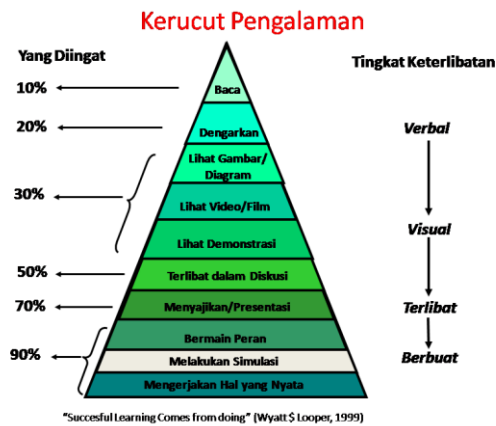 Kerucut Pengalaman
Yang Diingat
Tingkat Keterlibatan
10%
Baca
20%
Dengarkan
Verbal
Lihat Gambar/
Diagram
30%
Lihat Video/Film
Visual
Lihat Demonstrasi
50%
Terlibat dalam Diskusi
70%
Menyajikan/Presentasi
Terlibat
Bermain Peran
90%
Melakukan Simulasi
Berbuat
Mengerjakan Hal yang Nyata
"Succesful Learning Comes from doing" (Wyatt $ Looper, 1999)